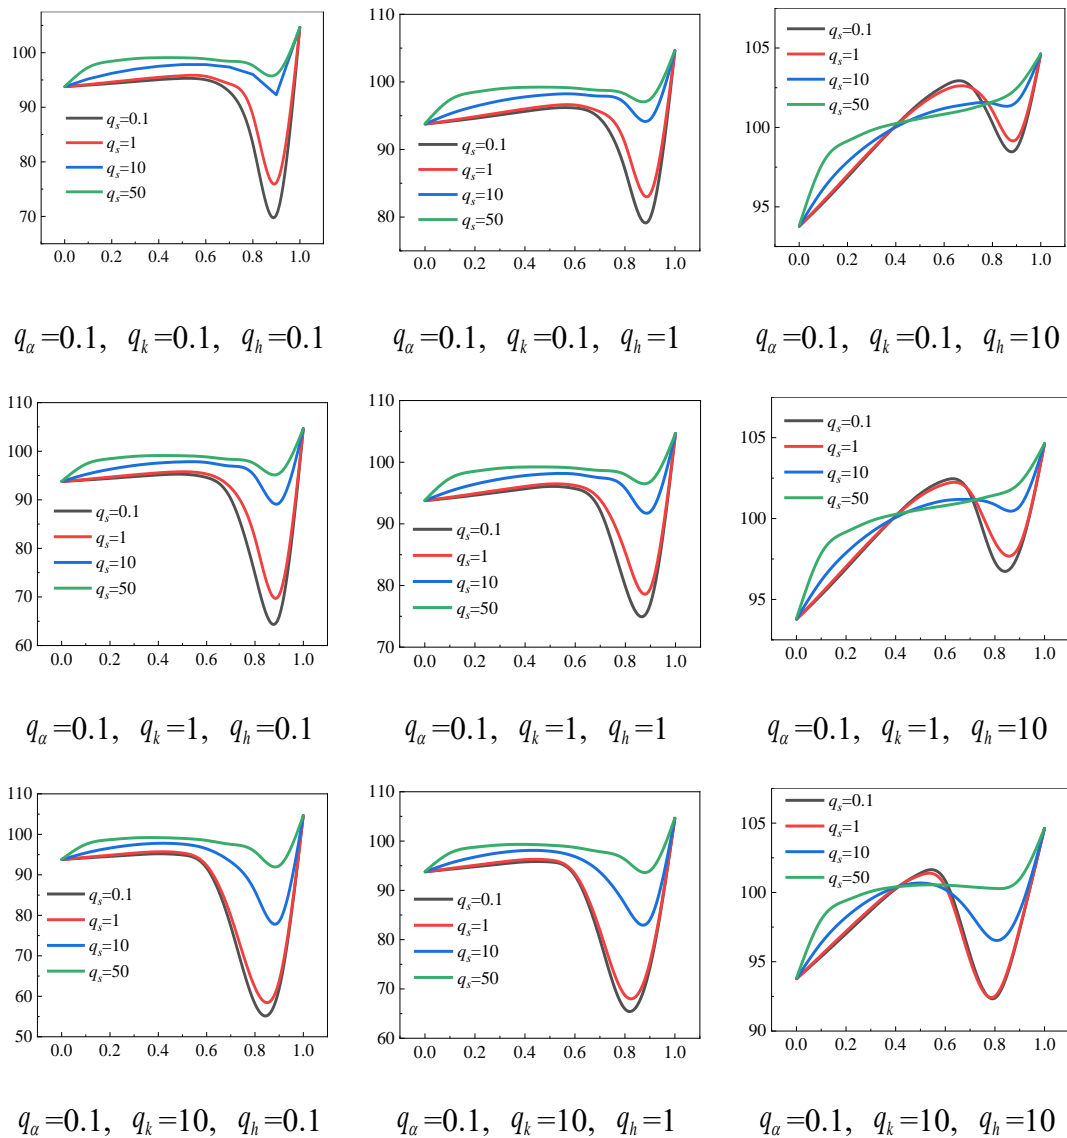 100
90
80
70
qs=0.1
qs=1
qs=10
qs=50
0.0 0.2 0.4 0.6 0.8 1.0
110
100
90
80
qs=0.1
qs=1
qs=10
qs=50
0.0 0.2 0.4 0.6 0.8 1.0
105
100
95
qs=0.1
qs=1
qs=10
qs=50
0.0 0.2 0.4 0.6 0.8 1.0
qα=0.1, qk=0.1, qh=0.1
qα=0.1, qk=0.1, qh=1
qα=0.1, qk=0.1, qh=10
110
100
90
80
70
60
qs=0.1
qs=1
qs=10
qs=50
0.0 0.2 0.4 0.6 0.8 1.0
110
100
90
80
70
qs=0.1
qs=1
qs=10
qs=50
0.0 0.2 0.4 0.6 0.8 1.0
105
100
95
qs=0.1
qs=1
qs=10
qs=50
0.0 0.2 0.4 0.6 0.8 1.0
qα=0.1, qk=1, qh=0.1
qα=0.1, qk=1, qh=1
qα=0.1, qk=1, qh=10
110
100
90
80
70
60
50
qs=0.1
qs=1
qs=10
qs=50
0.0 0.2 0.4 0.6 0.8 1.0
110
100
90
80
70
60
qs=0.1
qs=1
qs=10
qs=50
0.0 0.2 0.4 0.6 0.8 1.0
105
100
95
90
qs=0.1
qs=1
qs=10
qs=50
0.0 0.2 0.4 0.6 0.8 1.0
qα=0.1, qk=10, qh=0.1
qα=0.1, qk=10, qh=1
qα=0.1, qk=10, qh=10